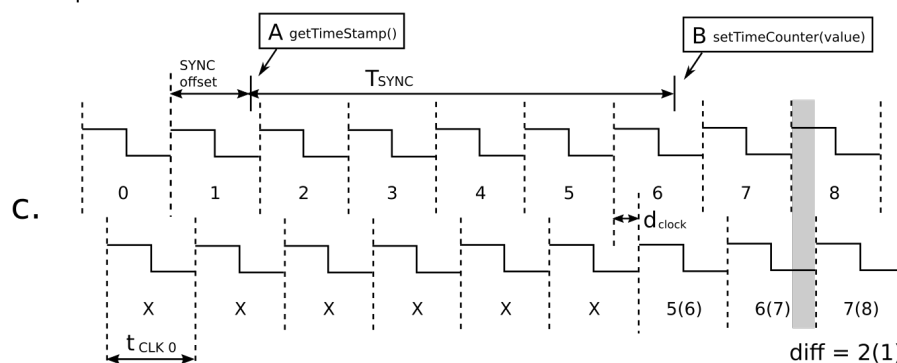 A getTimeStamp()
B setTimeCounter(value)
SYNC
offset
TSYNC
0 1 2 3 4 5 6 7 8
c.
dclock
X X X X X X 5(6) 6(7) 7(8)
tCLK 0
diff = 2(1)